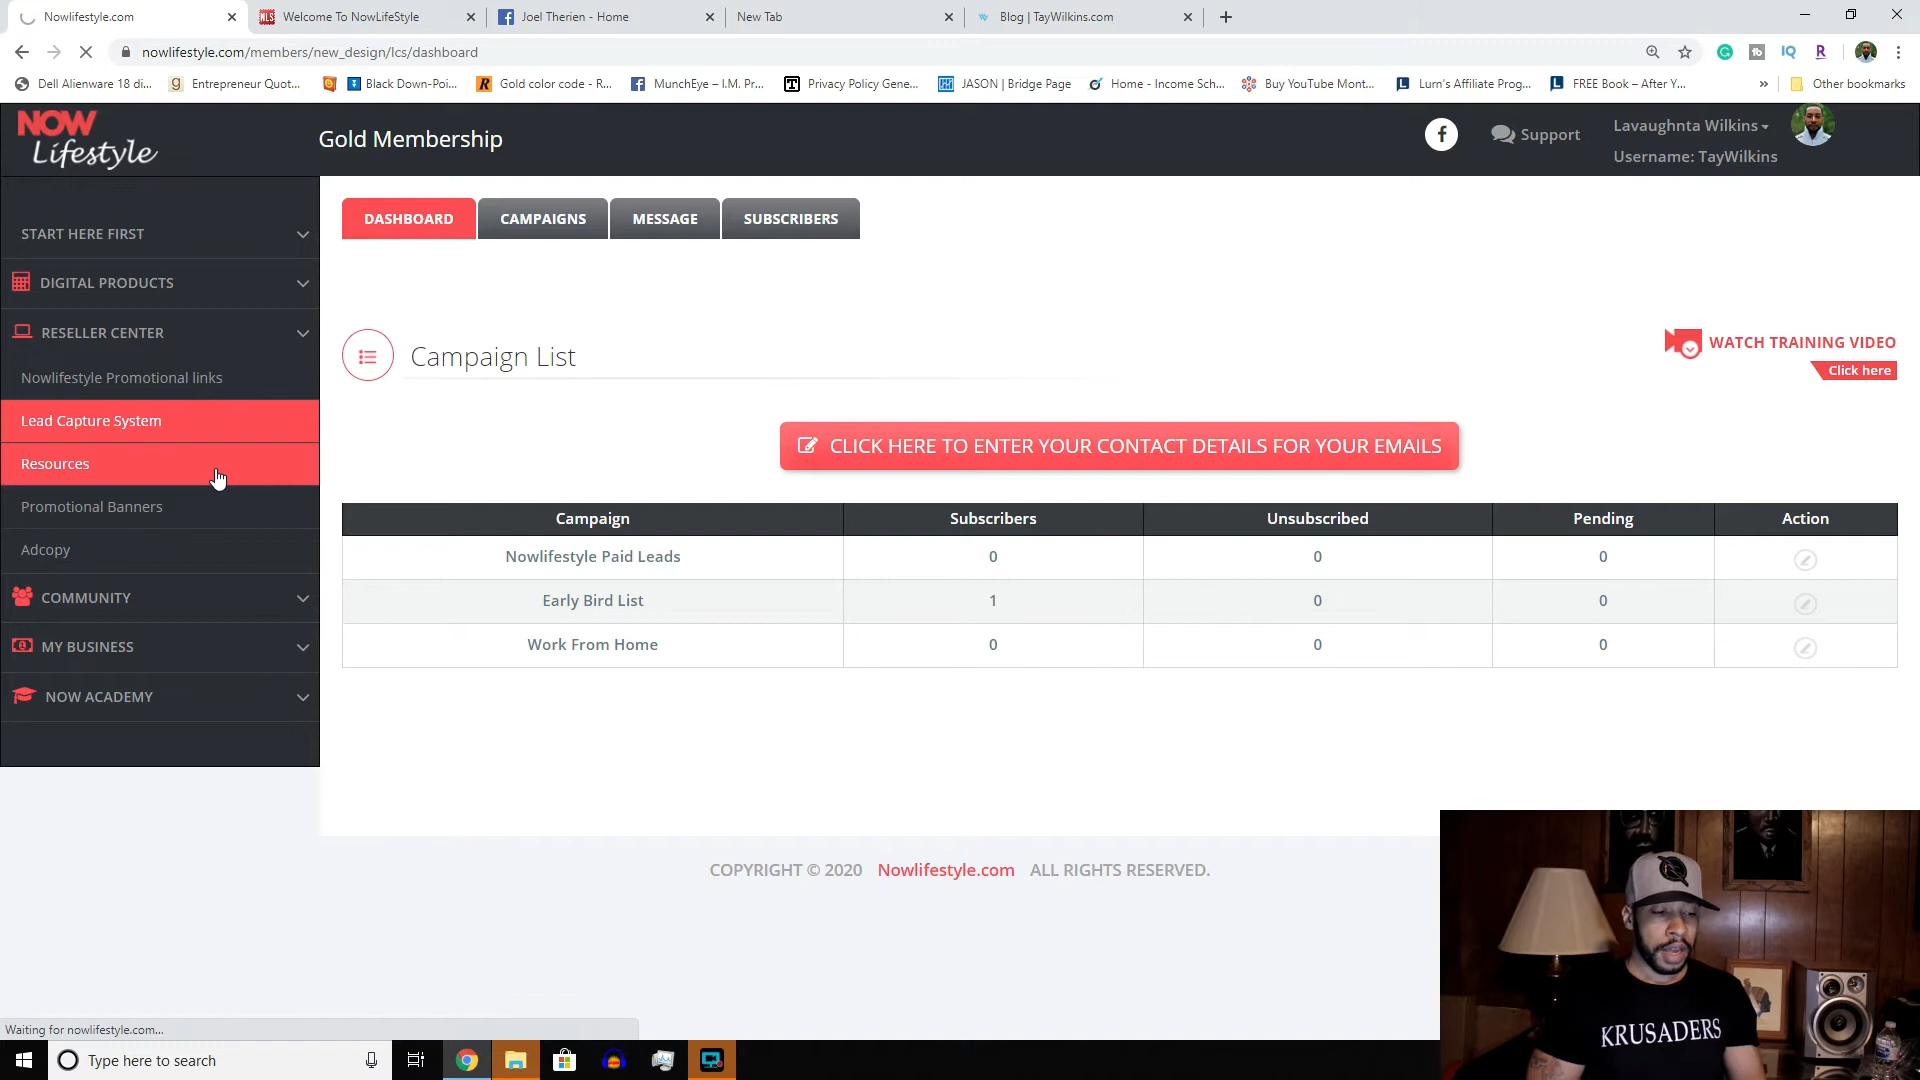 Nowlifestyle.com
Welcome To NowLifeStyle
Joel Therien - Home
New Tab
Blog | TayWilkins.com
nowlifestyle.com/members/new_design/lcs/dashboard
Dell Alienware 18 di...
Entrepreneur Quot...
Black Down-Poi...
Gold color code - R...
MunchEye – I.M. Pr...
Privacy Policy Gene...
JASON | Bridge Page
Home - Income Sch...
Buy YouTube Mont...
Lurn's Affiliate Prog...
FREE Book – After Y...
Other bookmarks
NOW Lifestyle
Gold Membership
Support
Lavaughnta Wilkins
Username: TayWilkins
START HERE FIRST
DIGITAL PRODUCTS
RESELLER CENTER
Nowlifestyle Promotional links
Lead Capture System
Resources
Promotional Banners
Adcopy
COMMUNITY
MY BUSINESS
NOW ACADEMY
DASHBOARD
CAMPAIGNS
MESSAGE
SUBSCRIBERS
Campaign List
WATCH TRAINING VIDEO
Click here
CLICK HERE TO ENTER YOUR CONTACT DETAILS FOR YOUR EMAILS
Campaign Subscribers Unsubscribed Pending Action
Nowlifestyle Paid Leads 0 0 0
Early Bird List 1 0 0
Work From Home 0 0 0
COPYRIGHT © 2020 Nowlifestyle.com ALL RIGHTS RESERVED.
KRUSADERS
Waiting for nowlifestyle.com...
Type here to search